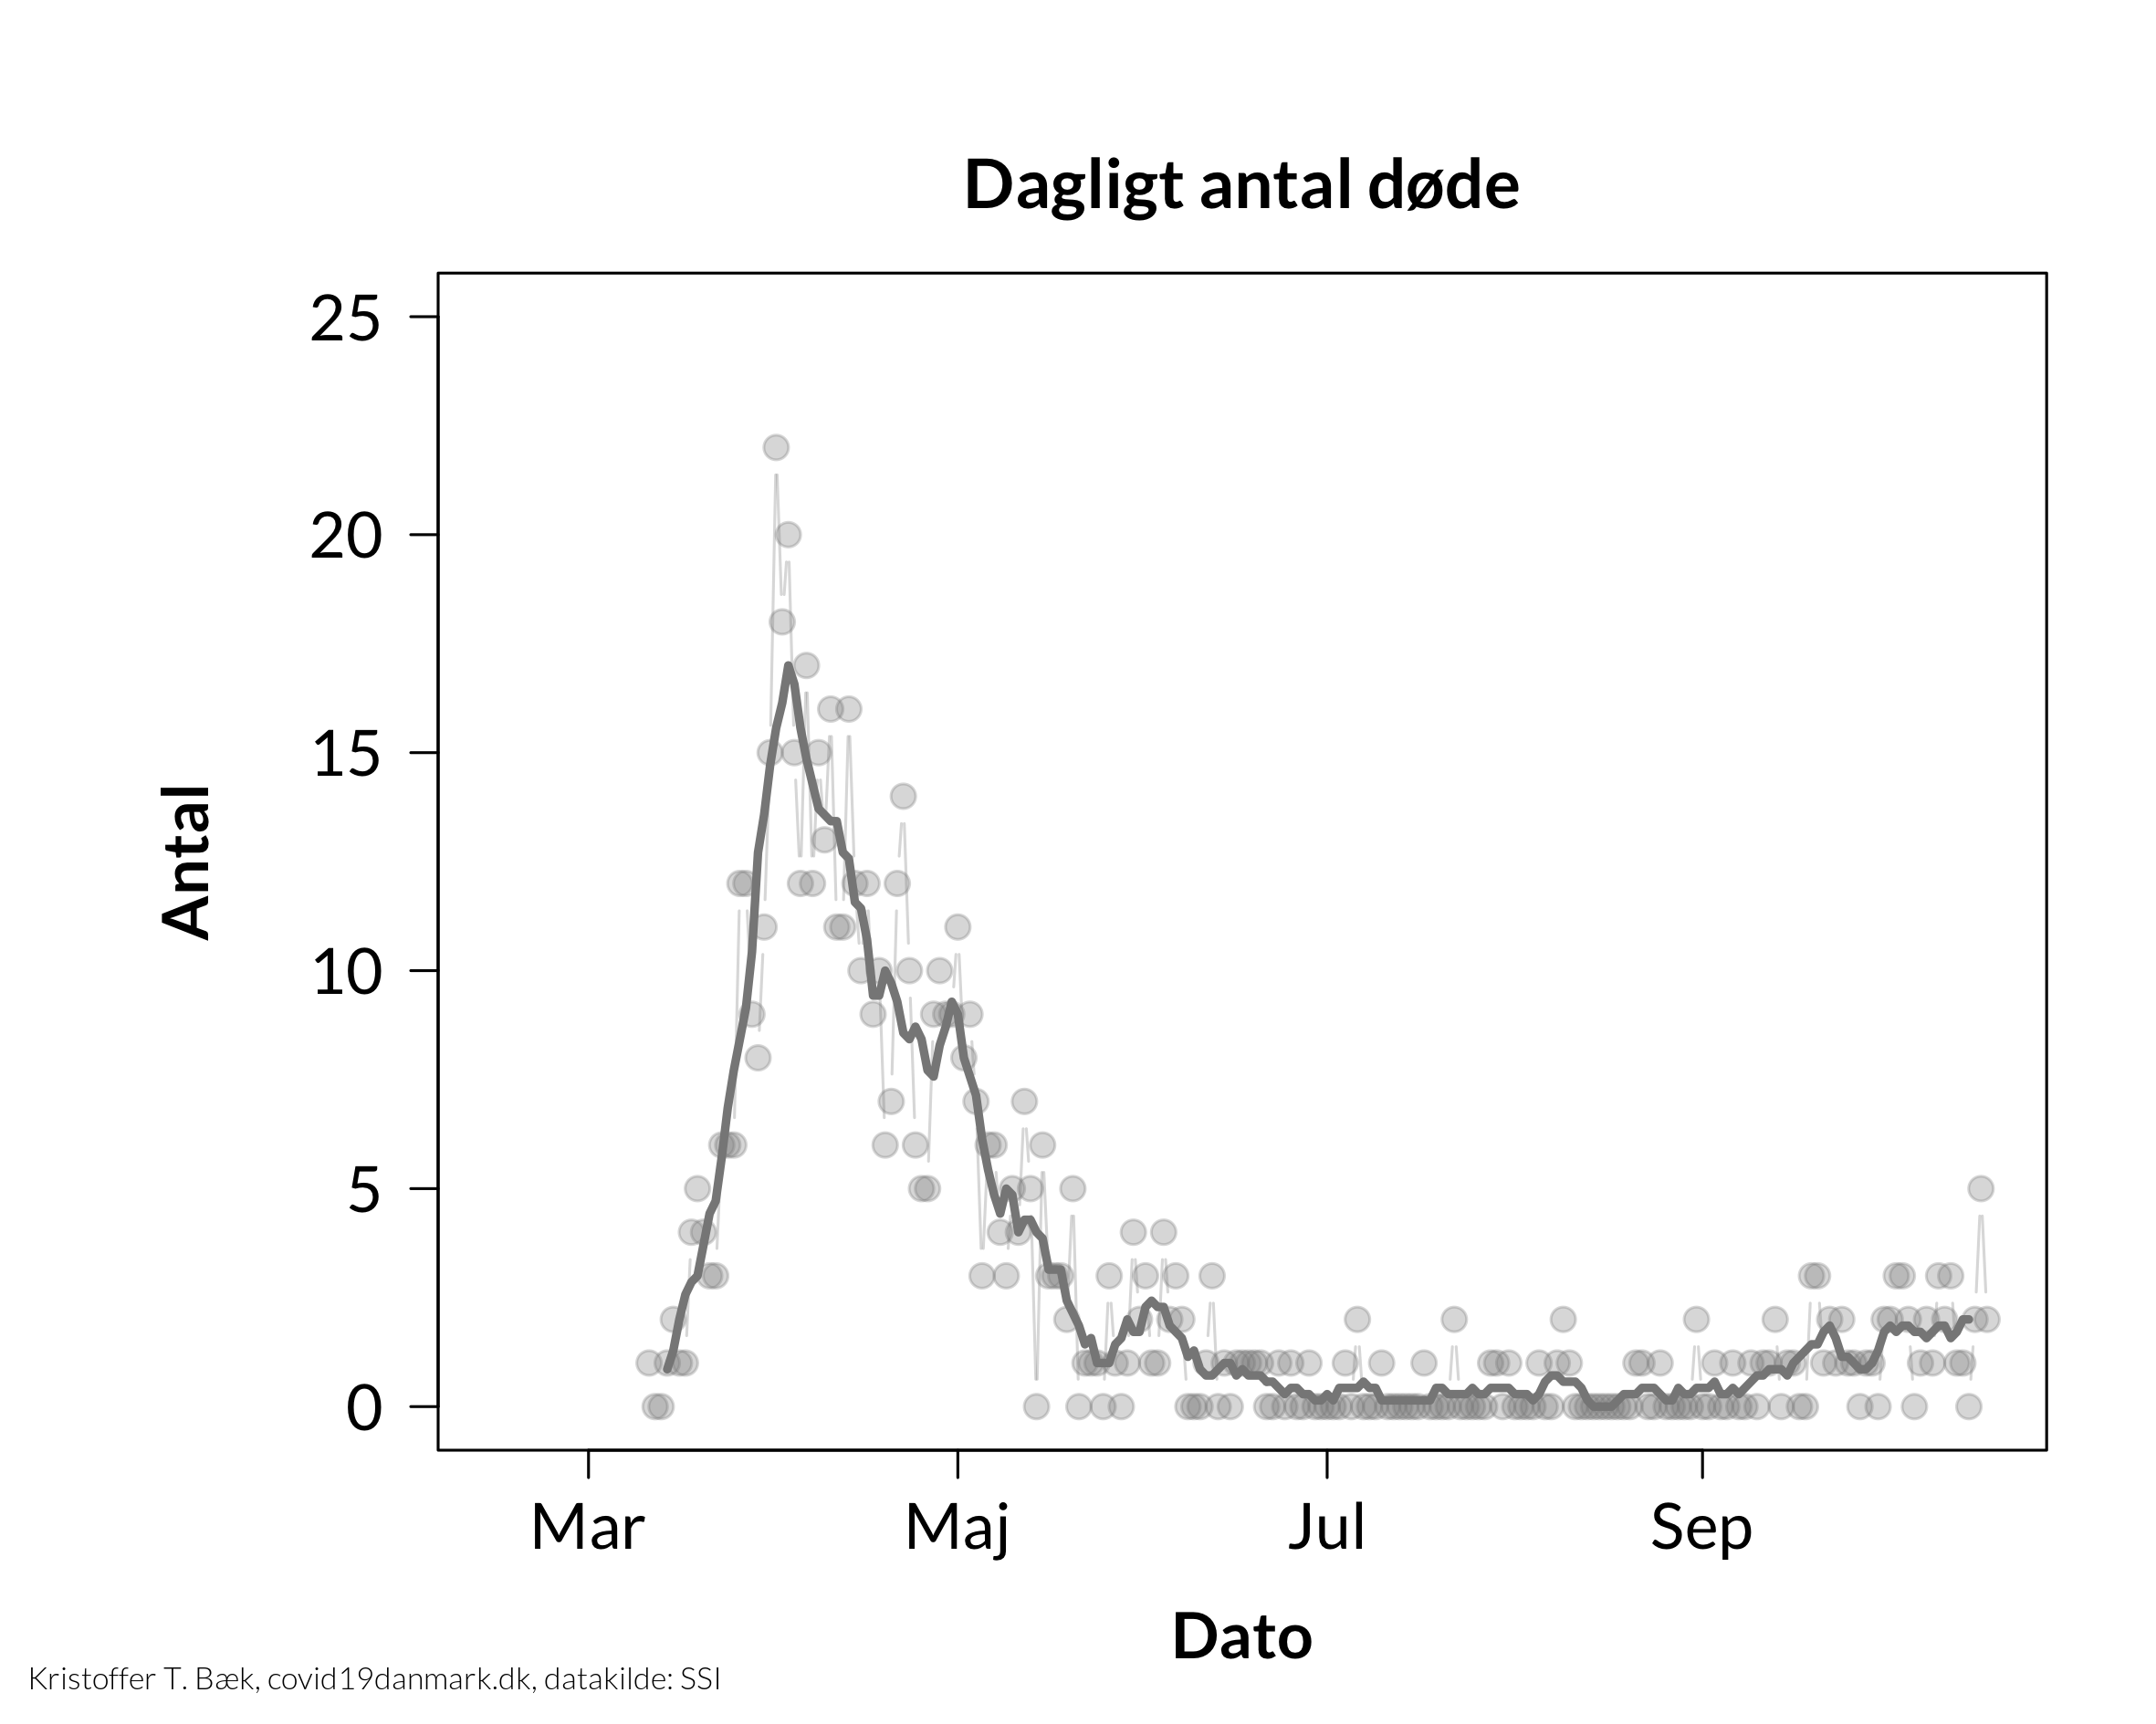 Dagligt antal døde
Antal
25
20
15
10
5
0
Mar Maj Jul Sep
Dato
Kristoffer T. Bæk, covid19danmark.dk, datakilde: SSI